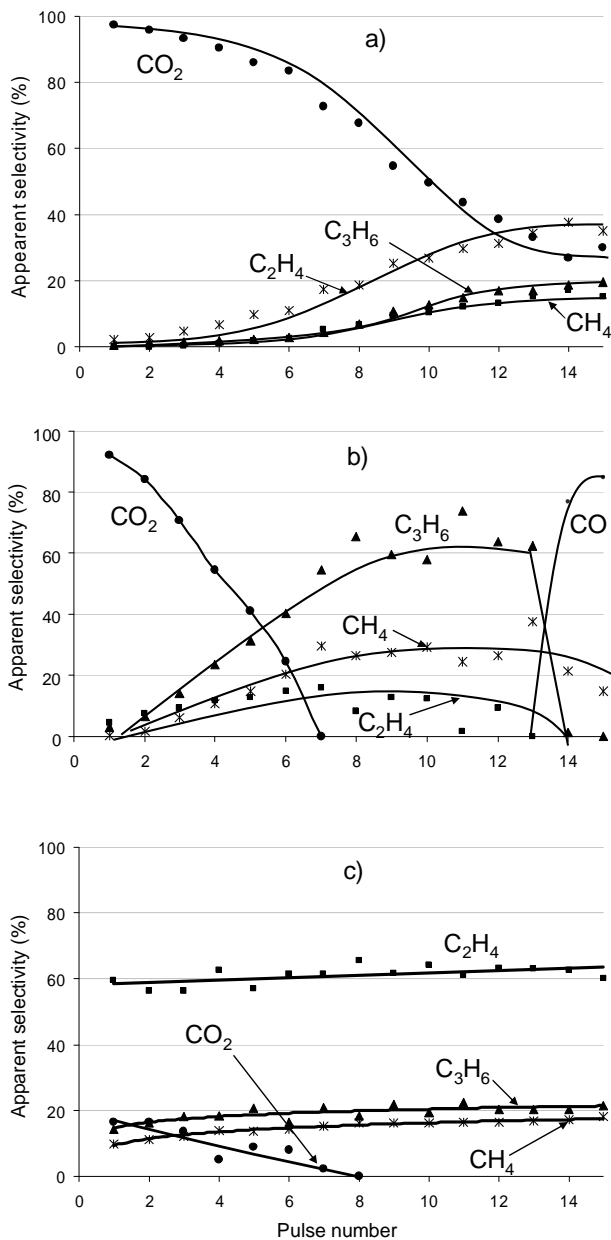 a)
Appearent selectivity (%)
100
80
60
40
20
0
CO2
C2H4
C3H6
CH4
0 2 4 6 8 10 12 14
b)
Apparent selectivity (%)
100
80
60
40
20
0
CO2
C3H6
CO
CH4
C2H4
0 2 4 6 8 10 12 14
c)
Apparent selectivity (%)
100
80
60
40
20
0
C2H4
CO2
C3H6
CH4
0 2 4 6 8 10 12 14
Pulse number